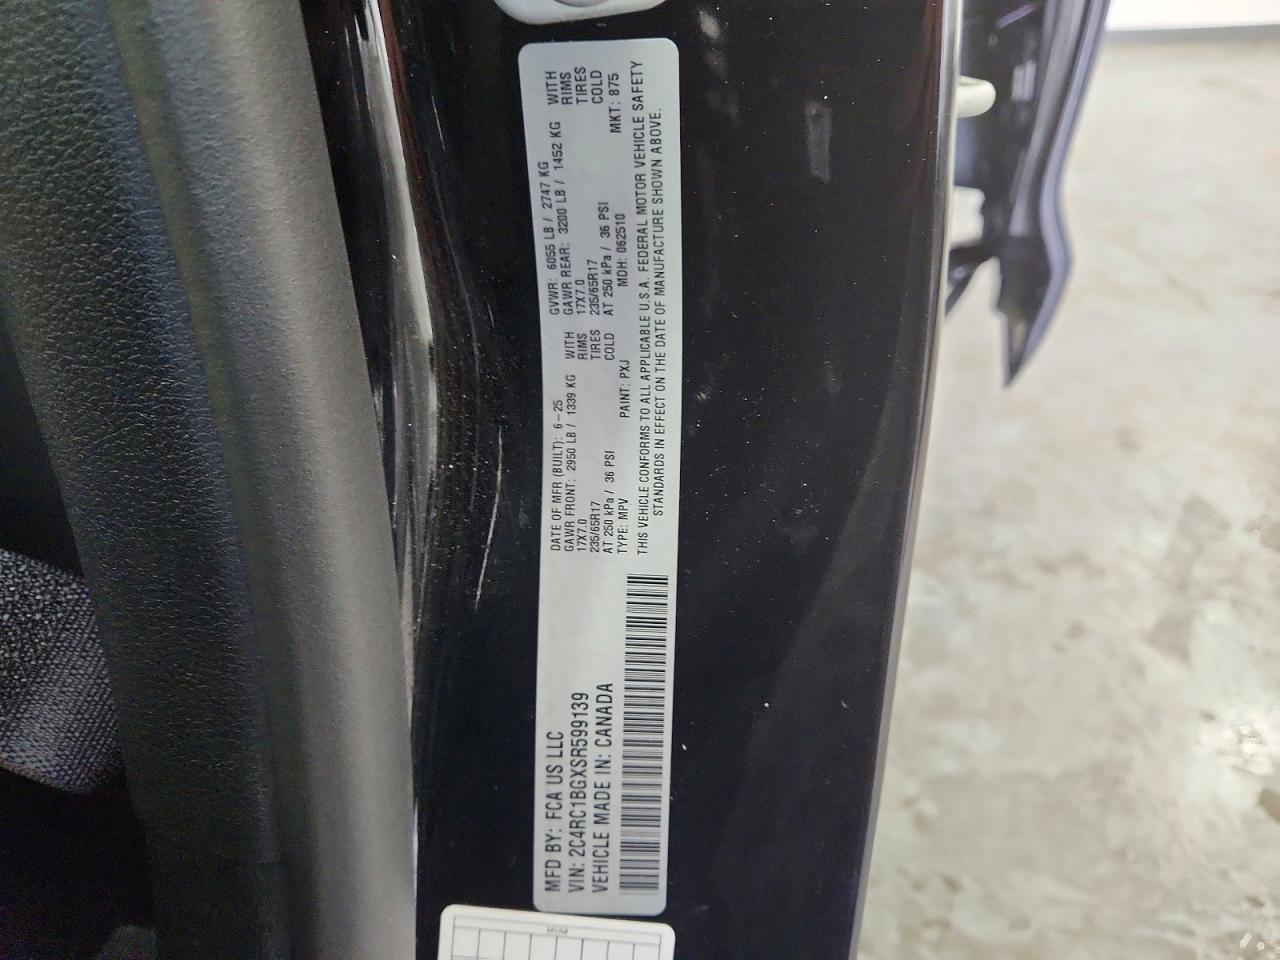 MFD BY: FCA US LLC
VIN: 2C4RC1BGXSR599139
VEHICLE MADE IN: CANADA
DATE OF MFR (BUILT): 6-25 GVWR: 6055 LB / 2747 KG
GAWR FRONT: 2950 LB / 1339 KG WITH GAWR REAR: 3200 LB / 1452 KG WITH
17X7.0 RIMS 17X7.0 RIMS
235/65R17 TIRES 235/65R17 TIRES
AT 250 kPa / 36 PSI COLD AT 250 kPa / 36 PSI COLD
TYPE: MPV PAINT: PXJ MDH: 062510 MKT: 875
THIS VEHICLE CONFORMS TO ALL APPLICABLE U.S.A. FEDERAL MOTOR VEHICLE SAFETY
STANDARDS IN EFFECT ON THE DATE OF MANUFACTURE SHOWN ABOVE.